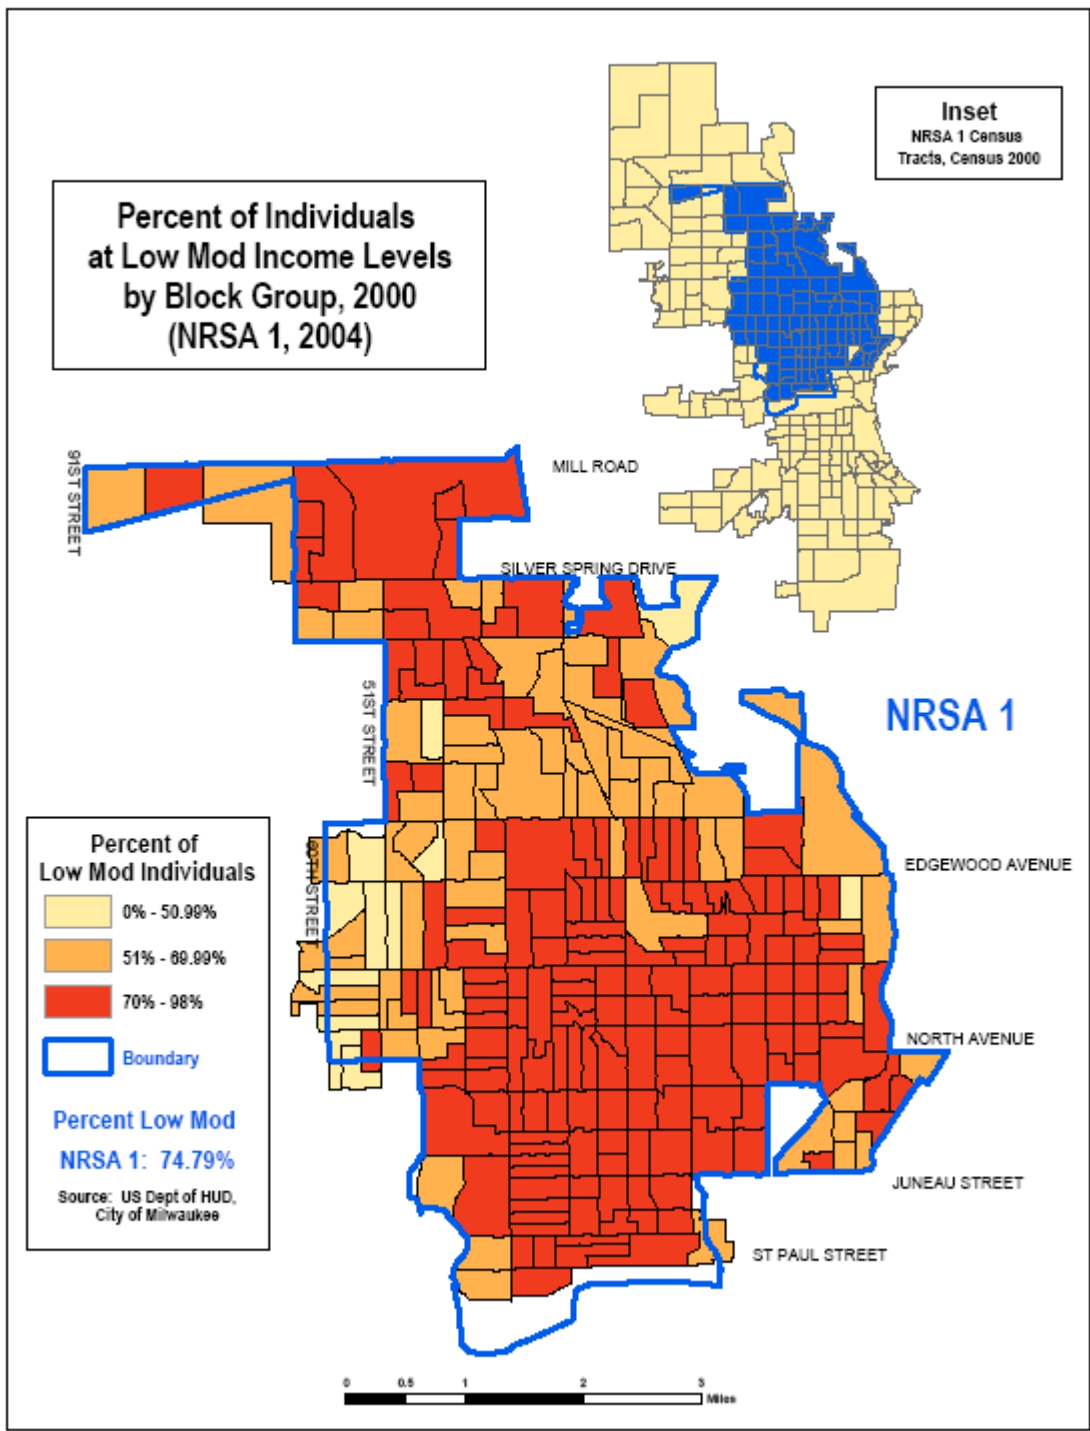 Inset
NRSA 1 Census
Tracts, Census 2000
Percent of Individuals
at Low Mod Income Levels
by Block Group, 2000
(NRSA 1, 2004)
91ST STREET
MILL ROAD
SILVER SPRING DRIVE
51ST STREET
NRSA 1
60TH STREET
EDGEWOOD AVENUE
NORTH AVENUE
JUNEAU STREET
ST PAUL STREET
Percent of
Low Mod Individuals
0% - 50.99%
51% - 69.99%
70% - 98%
Boundary
Percent Low Mod
NRSA 1: 74.79%
Source: US Dept of HUD,
City of Milwaukee
0 0.5 1 2 3
Miles